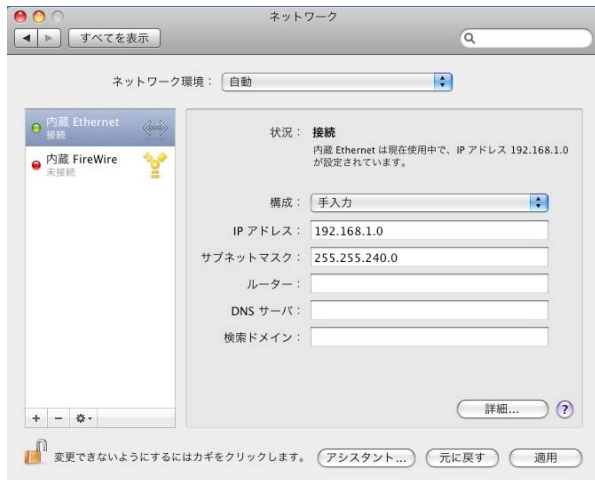 ネットワーク
すべてを表示
ネットワーク環境： 自動
内蔵 Ethernet
接続
内蔵 FireWire
未接続
状況： 接続
内蔵 Ethernet は現在使用中で、IP アドレス 192.168.1.0
が設定されています。
構成： 手入力
IP アドレス： 192.168.1.0
サブネットマスク： 255.255.240.0
ルーター：
DNS サーバ：
検索ドメイン：
詳細... ?
+ −
変更できないようにするにはカギをクリックします。 アシスタント... 元に戻す 適用